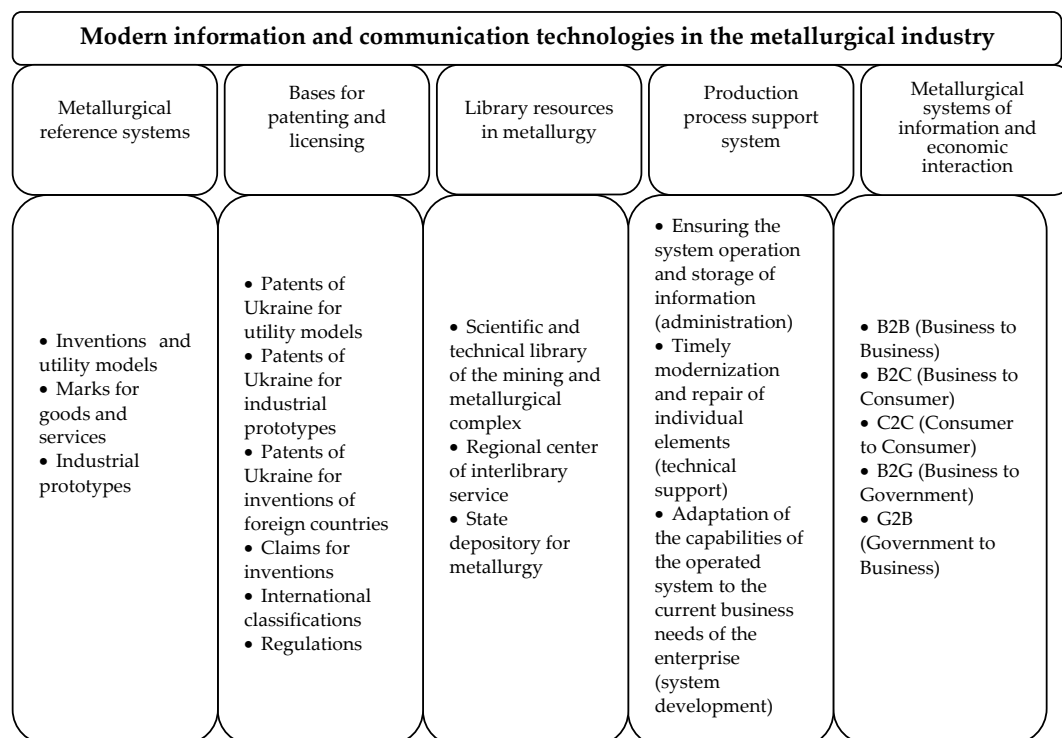 Modern information and communication technologies in the metallurgical industry
Metallurgical
reference systems
Bases for
patenting and
licensing
Library resources
in metallurgy
Production
process support
system
Metallurgical
systems of
information and
economic
interaction
• Inventions and
utility models
• Marks for
goods and
services
• Industrial
prototypes
• Patents of
Ukraine for
utility models
• Patents of
Ukraine for
industrial
prototypes
• Patents of
Ukraine for
inventions of
foreign countries
• Claims for
inventions
• International
classifications
• Regulations
• Scientific and
technical library
of the mining and
metallurgical
complex
• Regional center
of interlibrary
service
• State
depository for
metallurgy
• Ensuring the
system operation
and storage of
information
(administration)
• Timely
modernization
and repair of
individual
elements
(technical
support)
• Adaptation of
the capabilities of
the operated
system to the
current business
needs of the
enterprise
(system
development)
• B2B (Business to
Business)
• B2C (Business to
Consumer)
• C2C (Consumer
to Consumer)
• B2G (Business to
Government)
• G2B
(Government to
Business)